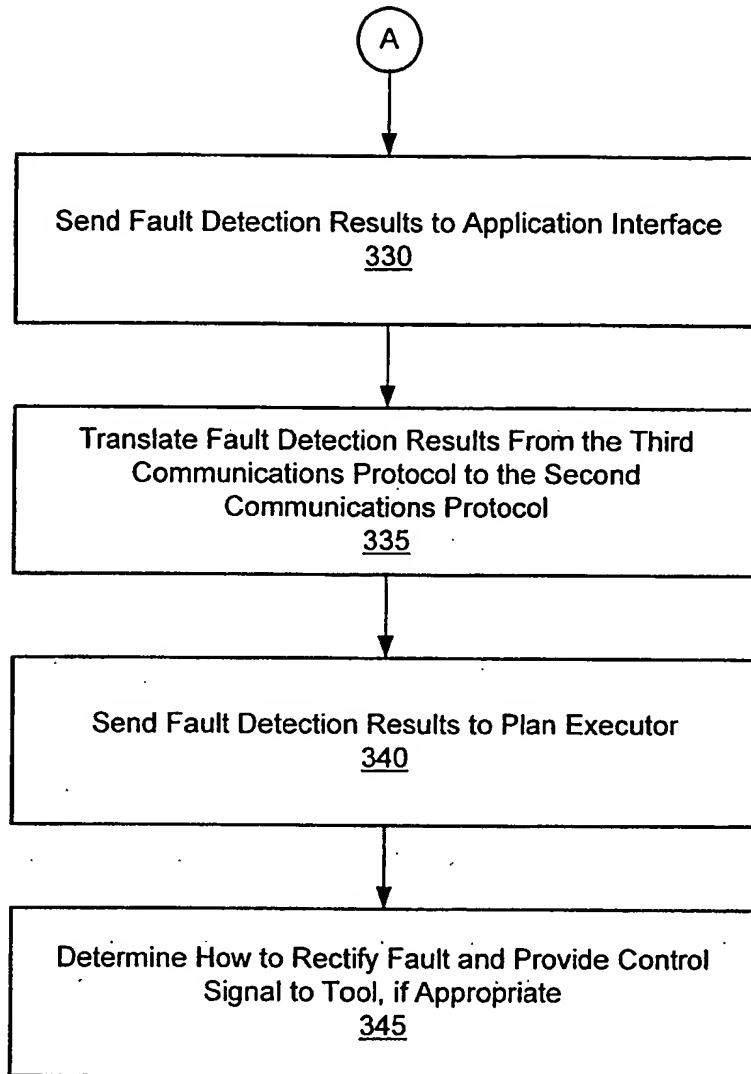 A
Send Fault Detection Results to Application Interface
330
Translate Fault Detection Results From the Third
Communications Protocol to the Second
Communications Protocol
335
Send Fault Detection Results to Plan Executor
340
Determine How to Rectify Fault and Provide Control
Signal to Tool, if Appropriate
345